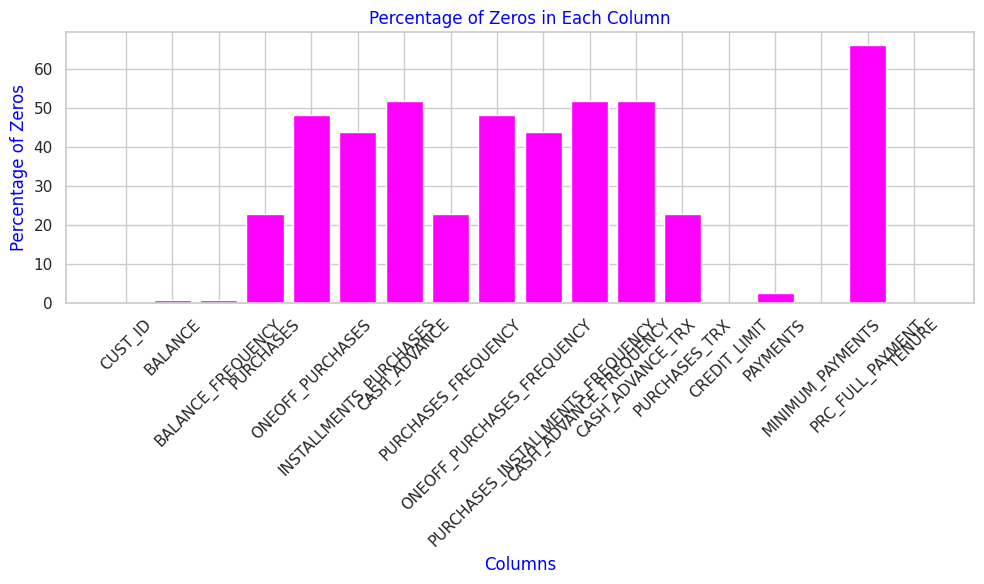 Percentage of Zeros in Each Column
Percentage of Zeros
60
50
40
30
20
10
0
CUST_ID
BALANCE
BALANCE_FREQUENCY
PURCHASES
ONEOFF_PURCHASES
INSTALLMENTS_PURCHASES
CASH_ADVANCE
PURCHASES_FREQUENCY
ONEOFF_PURCHASES_FREQUENCY
PURCHASES_INSTALLMENTS_FREQUENCY
CASH_ADVANCE_FREQUENCY
CASH_ADVANCE_TRX
PURCHASES_TRX
CREDIT_LIMIT
PAYMENTS
MINIMUM_PAYMENTS
PRC_FULL_PAYMENT
TENURE
Columns